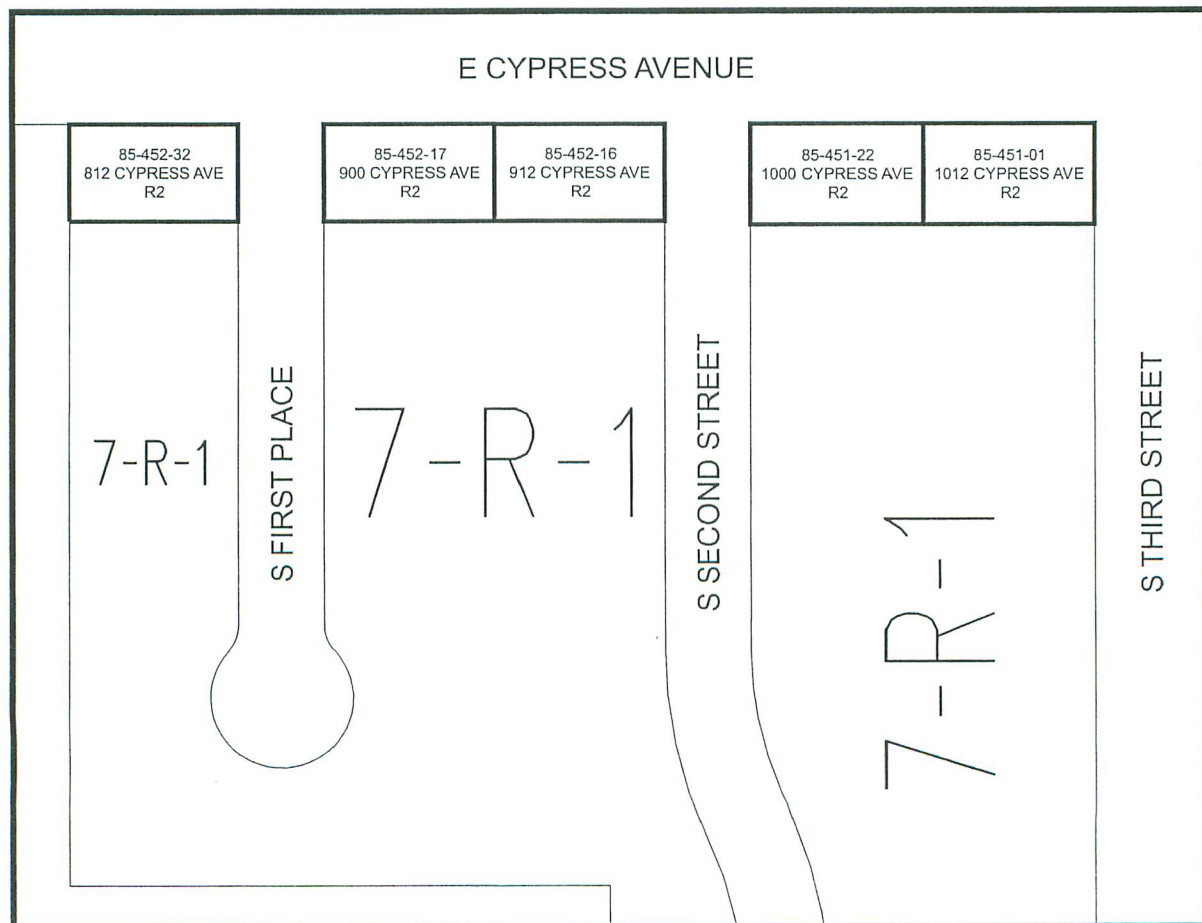 E CYPRESS AVENUE
85-452-32
812 CYPRESS AVE
R2
85-452-17
900 CYPRESS AVE
R2
85-452-16
912 CYPRESS AVE
R2
85-451-22
1000 CYPRESS AVE
R2
85-451-01
1012 CYPRESS AVE
R2
7-R-1
S FIRST PLACE
7-R-1
S SECOND STREET
7-R-1
S THIRD STREET